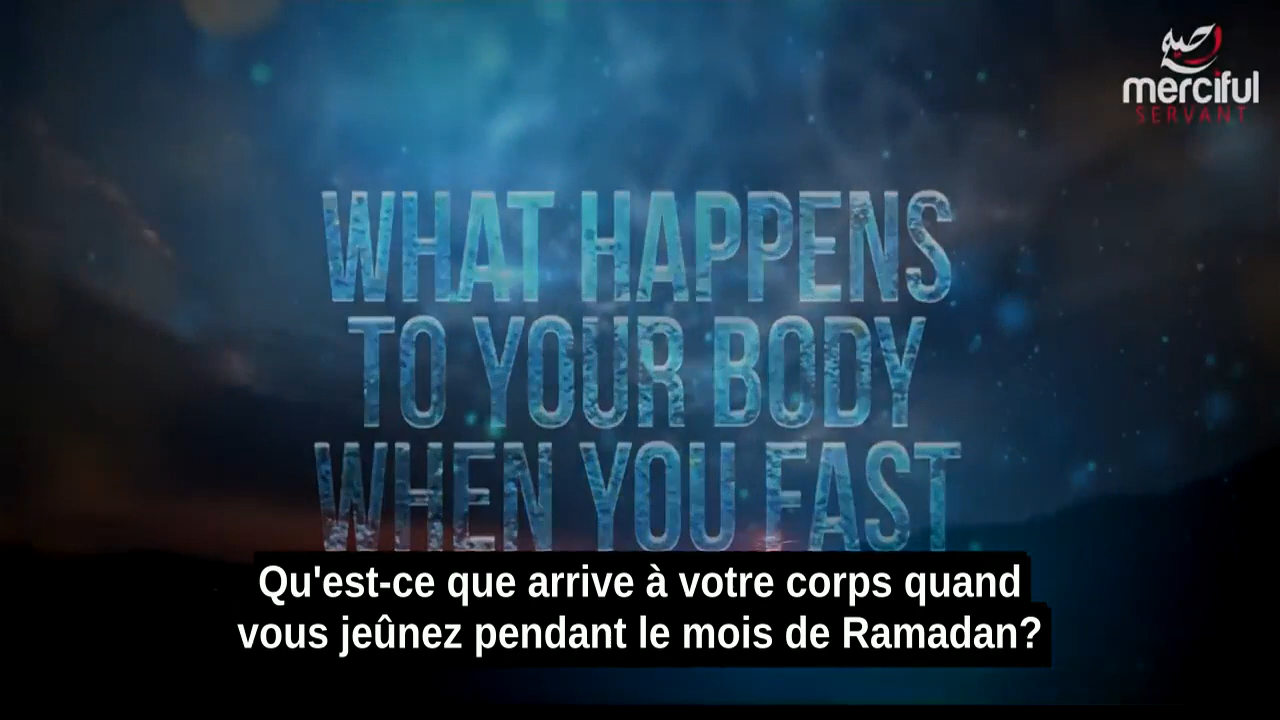 merciful
SERVANT
WHAT HAPPENS
TO YOUR BODY
WHEN YOU FAST
Qu'est-ce que arrive à votre corps quand
vous jeûnez pendant le mois de Ramadan?